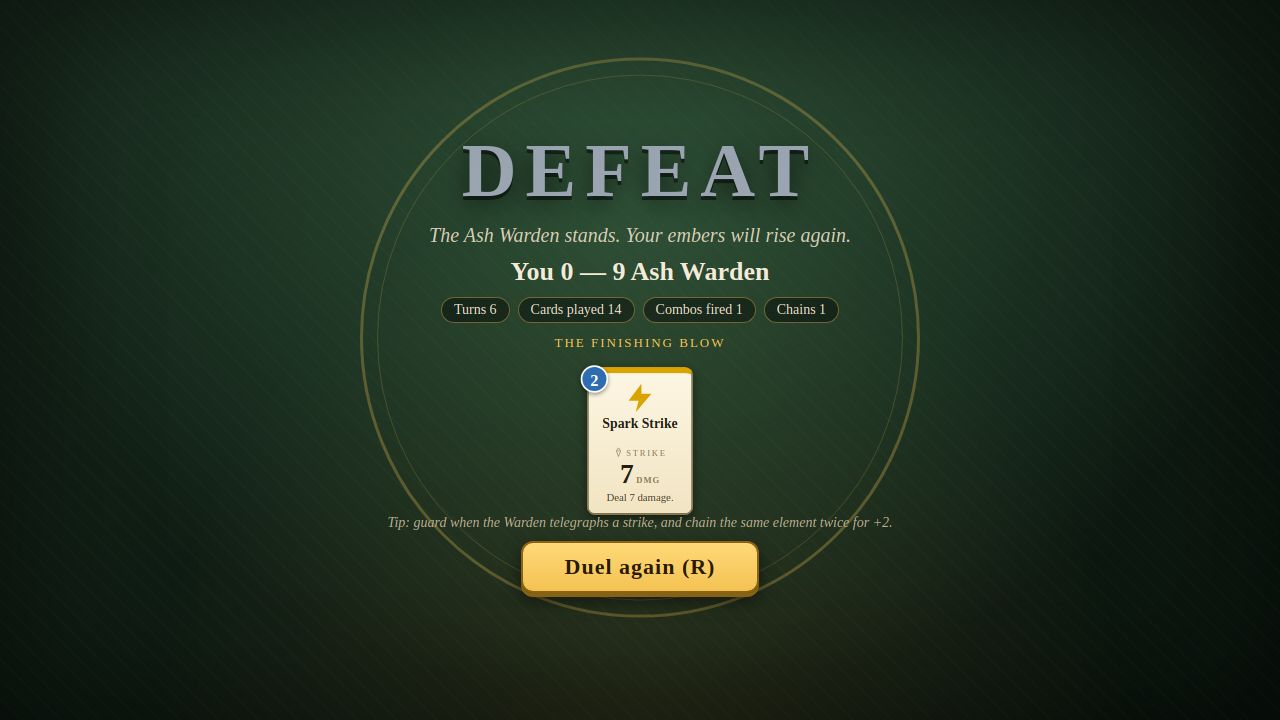 DEFEAT
The Ash Warden stands. Your embers will rise again.
You 0 — 9 Ash Warden
Turns 6 Cards played 14 Combos fired 1 Chains 1
THE FINISHING BLOW
2
Spark Strike
STRIKE
7 DMG
Deal 7 damage.
Tip: guard when the Warden telegraphs a strike, and chain the same element twice for +2.
Duel again (R)